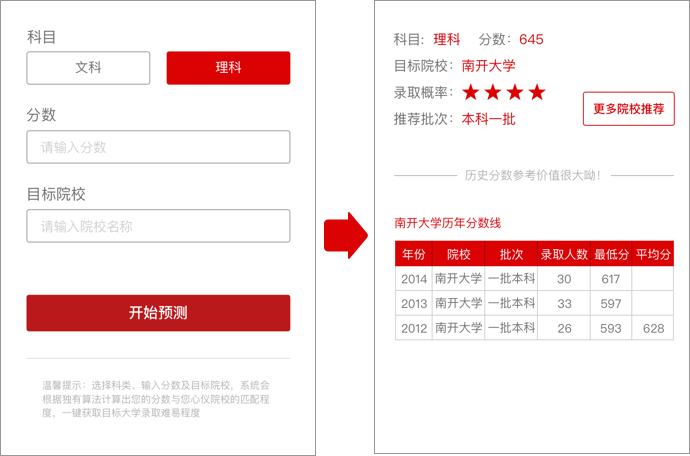 科目
文科 理科
分数
请输入分数
目标院校
请输入院校名称
开始预测
温馨提示：选择科类、输入分数及目标院校，系统会
根据独有算法计算出您的分数与您心仪院校的匹配程
度，一键获取目标大学录取难易程度
科目: 理科 分数: 645
目标院校: 南开大学
录取概率: ★★★★
推荐批次: 本科一批
更多院校推荐
历史分数参考价值很大呦！
南开大学历年分数线
年份 院校 批次 录取人数 最低分 平均分
2014 南开大学 一批本科 30 617
2013 南开大学 一批本科 33 597
2012 南开大学 一批本科 26 593 628